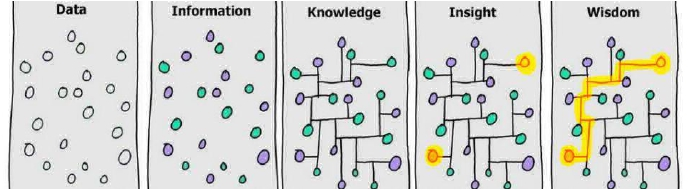 Data
Information
Knowledge
Insight
Wisdom